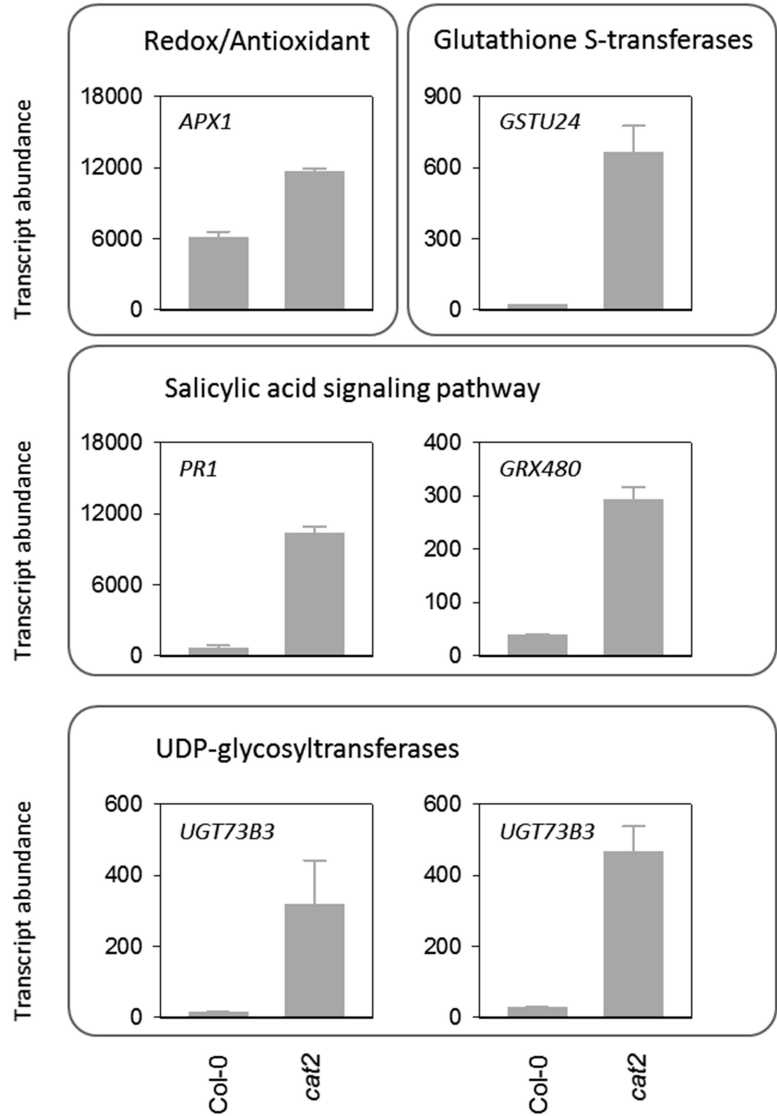 Redox/Antioxidant
Glutathione S-transferases
Transcript abundance
18000
12000
6000
0
APX1
900
600
300
0
GSTU24
Salicylic acid signaling pathway
Transcript abundance
18000
12000
6000
0
PR1
400
300
200
100
0
GRX480
UDP-glycosyltransferases
Transcript abundance
600
400
200
0
UGT73B3
600
400
200
0
UGT73B3
Col-0
cat2
Col-0
cat2